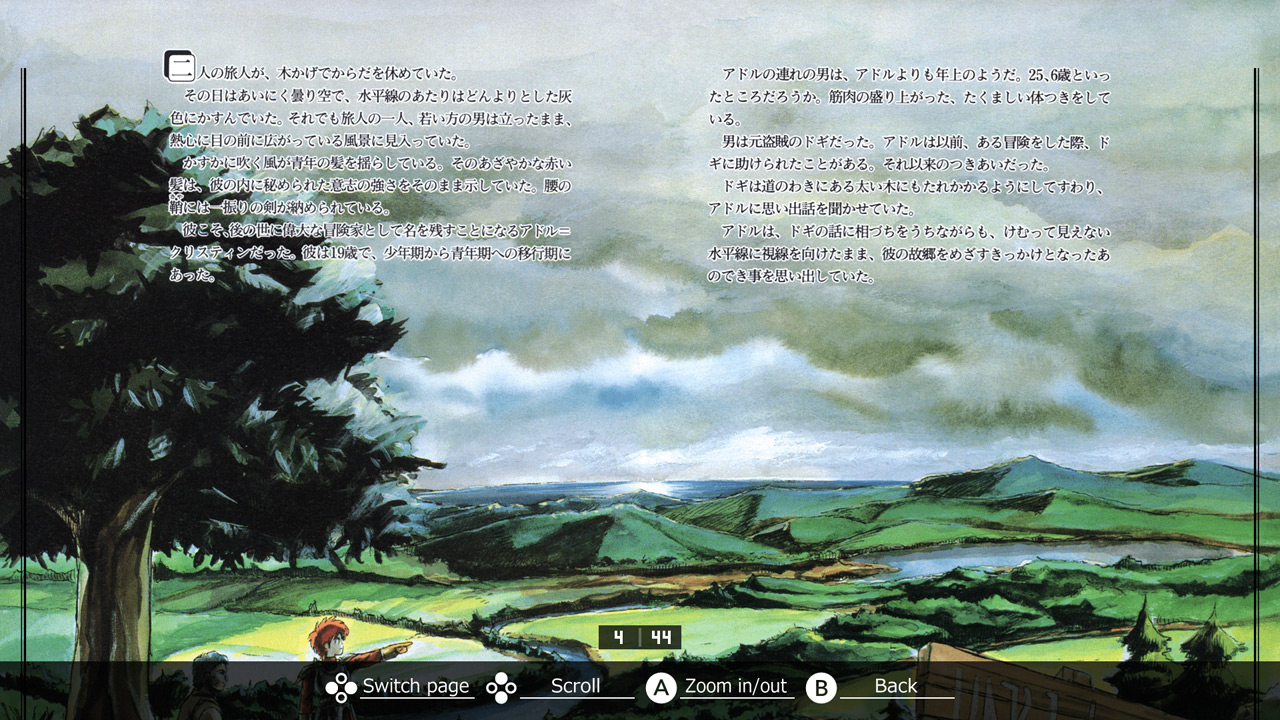 二人の旅人が、木かげでからだを休めていた。
その日はあいにく曇り空で、水平線のあたりはどんよりとした灰
色にかすんでいた。それでも旅人の一人、若い方の男は立ったまま、
熱心に目の前に広がっている風景に見入っていた。
かすかに吹く風が青年の髪を揺らしている。そのあざやかな赤い
髪は、彼の内に秘められた意志の強さをそのまま示していた。腰の
鞘には一振りの剣が納められている。
彼こそ、後の世に偉大な冒険家として名を残すことになるアドル=
クリスティンだった。彼は19歳で、少年期から青年期への移行期に
あった。
アドルの連れの男は、アドルよりも年上のようだ。25、6歳といっ
たところだろうか。筋肉の盛り上がった、たくましい体つきをして
いる。
男は元盗賊のドギだった。アドルは以前、ある冒険をした際、ド
ギに助けられたことがある。それ以来のつきあいだった。
ドギは道のわきにある太い木にもたれかかるようにしてすわり、
アドルに思い出話を聞かせていた。
アドルは、ドギの話に相づちをうちながらも、けむって見えない
水平線に視線を向けたまま、彼の故郷をめざすきっかけとなったあ
のでき事を思い出していた。
4 | 44
Switch page Scroll A Zoom in/out B Back